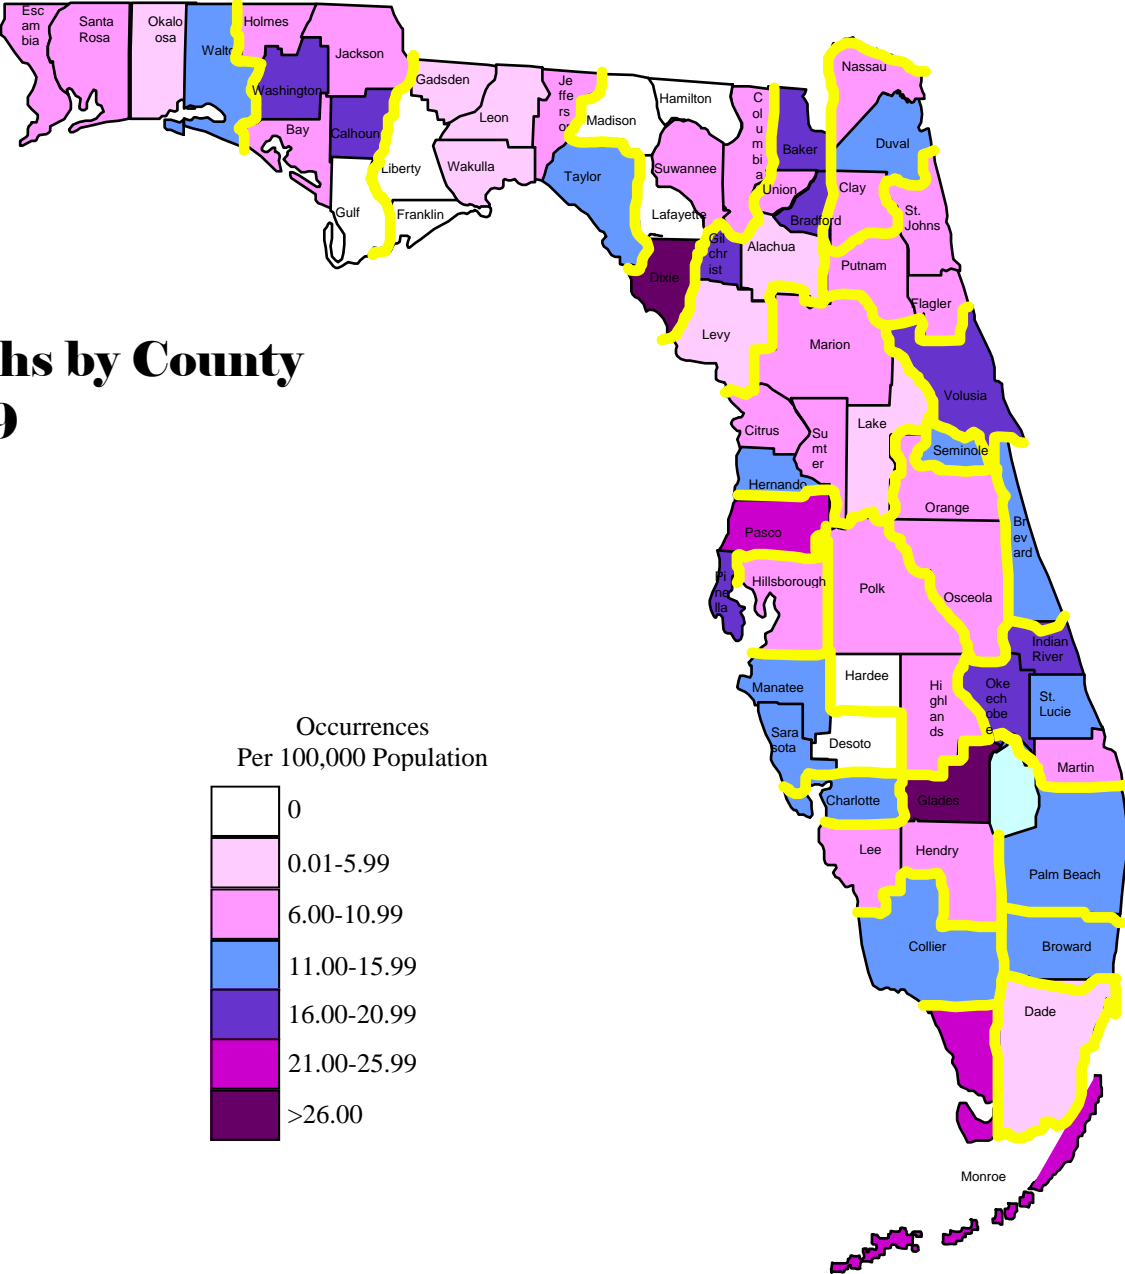 Esc
am
bia
Santa
Rosa
Okalo
osa
Holmes
Jackson
Washington
Bay
Calhoun
Gulf
Liberty
Gadsden
Leon
Wakulla
Franklin
Je
ffe
rs
Madison
Taylor
Hamilton
Suwannee
Lafayette
C
ol
u
m
bi
a
Dixie
Baker
Union
Bradford
Gil
chr
ist
Alachua
Levy
Nassau
Duval
Clay
St.
Johns
Putnam
Flagler
Marion
Volusia
Citrus
Su
mt
er
Lake
Seminole
Hernando
Orange
Br
ev
ard
Pasco
Pi
ne
lla
Hillsborough
Polk
Osceola
Indian
River
Manatee
Hardee
Hi
ghl
an
ds
Oke
ech
obe
e
St.
Lucie
Sara
sota
Desoto
Martin
Charlotte
Glades
Lee
Hendry
Palm Beach
Collier
Broward
Dade
Monroe
hs by County
9
Occurrences
Per 100,000 Population
0
0.01-5.99
6.00-10.99
11.00-15.99
16.00-20.99
21.00-25.99
>26.00